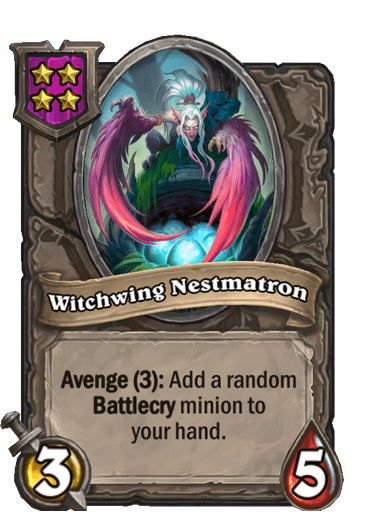 Witchwing Nestmatron
Avenge (3): Add a random
Battlecry minion to
your hand.
3
5